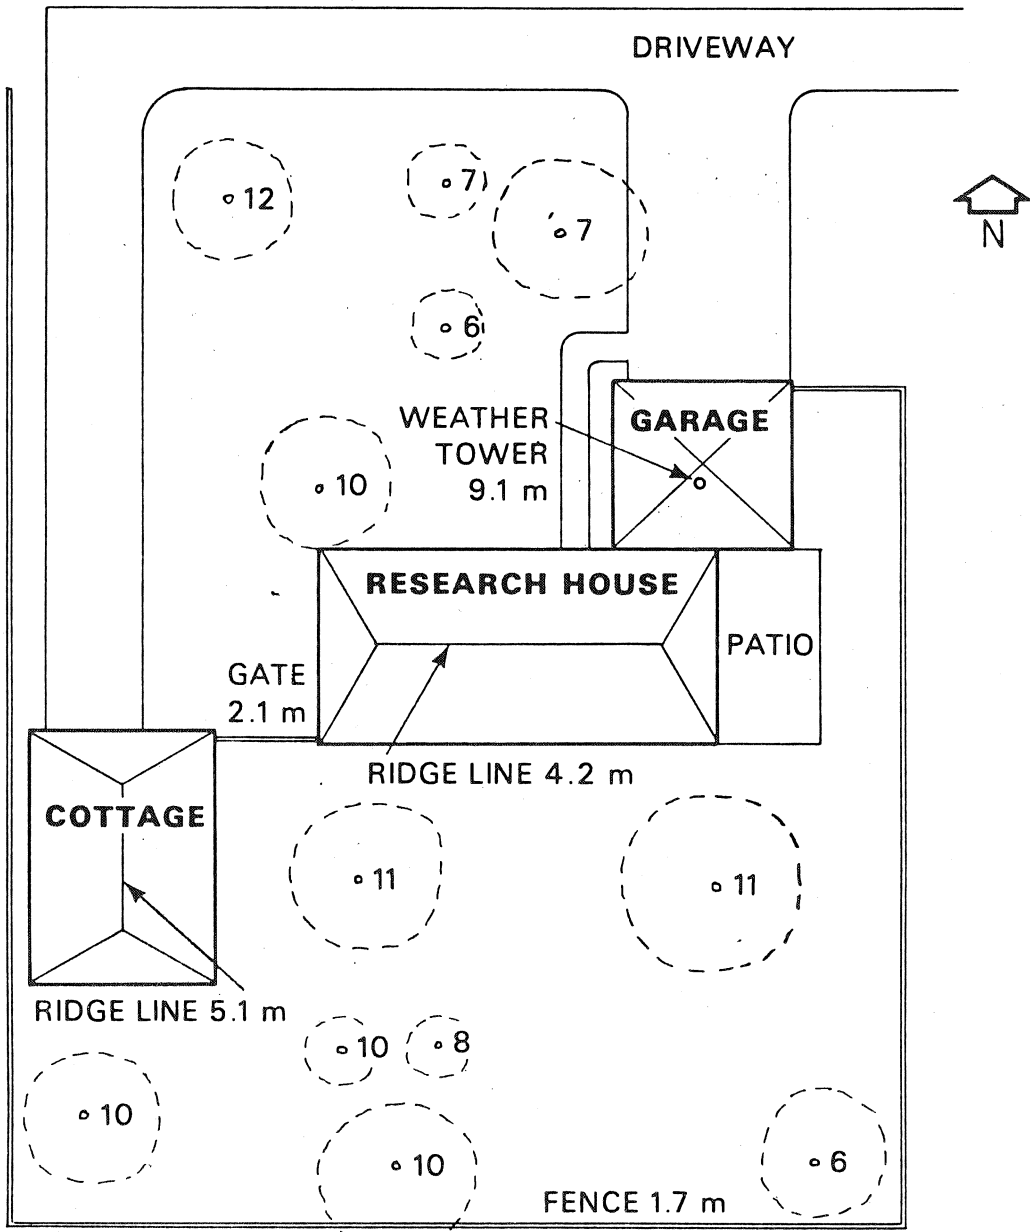 DRIVEWAY
12
7
7
N
6
WEATHER
TOWER
9.1 m
GARAGE
10
RESEARCH HOUSE
PATIO
GATE
2.1 m
RIDGE LINE 4.2 m
COTTAGE
11
11
RIDGE LINE 5.1 m
10
8
10
10
6
FENCE 1.7 m